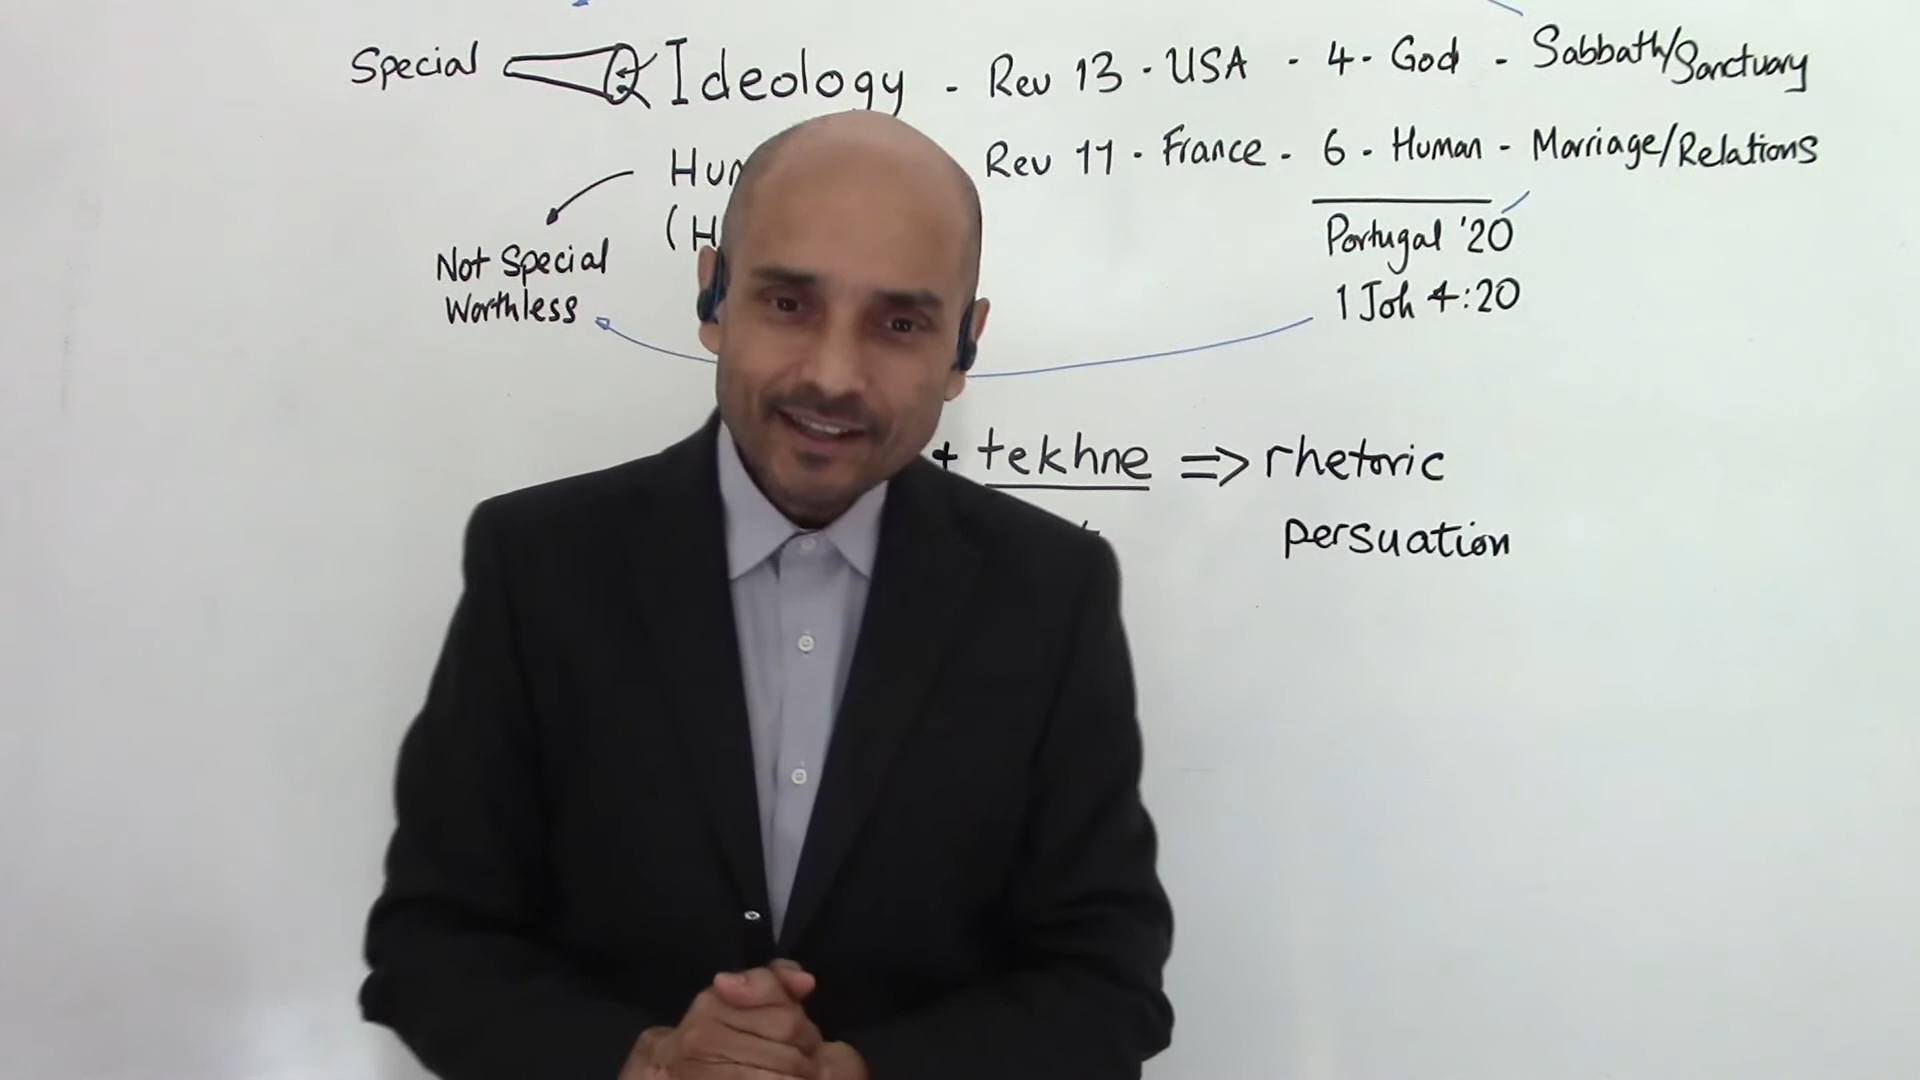 Special Ideology - Rev 13 - USA - 4 - God - Sabbath/Sanctuary
Rev 11 - France - 6 - Human - Marriage/Relations
Not Special
Worthless
Portugal '20
1 Joh 4:20
+ tekhne => rhetoric
persuation